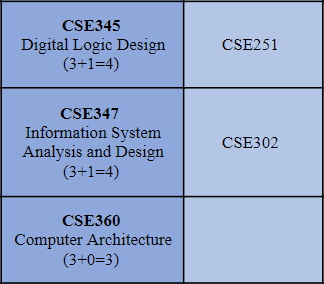 CSE345
Digital Logic Design
(3+1=4)
CSE251
CSE347
Information System
Analysis and Design
(3+1=4)
CSE302
CSE360
Computer Architecture
(3+0=3)